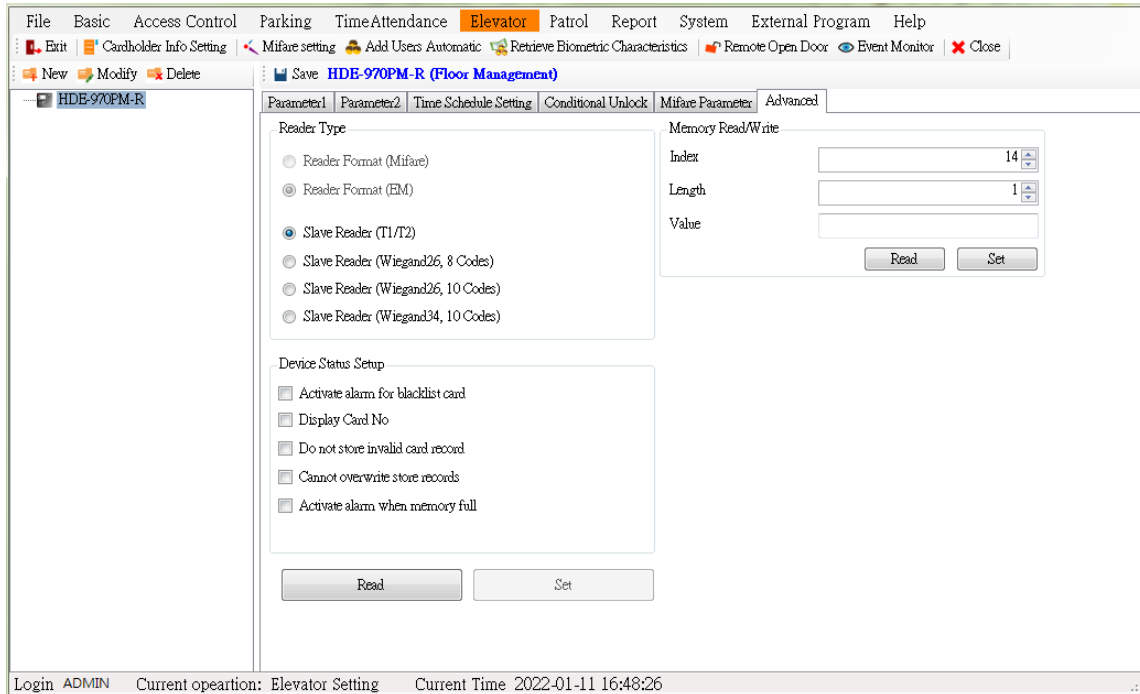 File Basic Access Control Parking TimeAttendance Elevator Patrol Report System External Program Help
Exit Cardholder Info Setting Mifare setting Add Users Automatic Retrieve Biometric Characteristics Remote Open Door Event Monitor Close
New Modify Delete Save HDE-970PM-R (Floor Management)
HDE-970PM-R
Parameter1 Parameter2 Time Schedule Setting Conditional Unlock Mifare Parameter Advanced
Reader Type
Reader Format (Mifare)
Reader Format (EM)
Slave Reader (T1/T2)
Slave Reader (Wiegand26, 8 Codes)
Slave Reader (Wiegand26, 10 Codes)
Slave Reader (Wiegand34, 10 Codes)
Memory Read/Write
Index 14
Length 1
Value
Read Set
Device Status Setup
Activate alarm for blacklist card
Display Card No
Do not store invalid card record
Cannot overwrite store records
Activate alarm when memory full
Read Set
Login ADMIN Current opeartion: Elevator Setting Current Time 2022-01-11 16:48:26